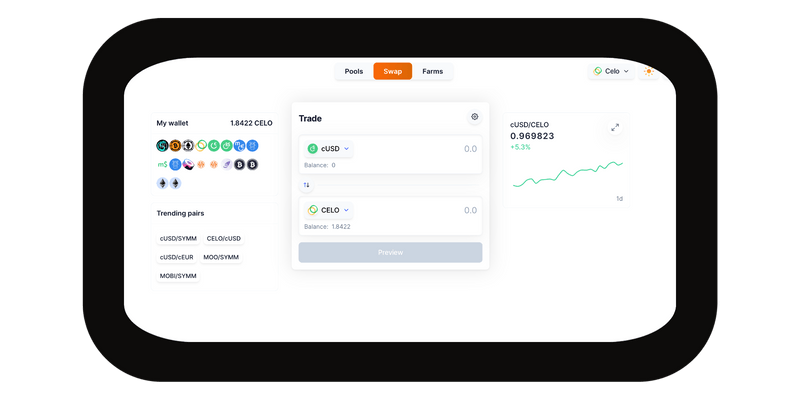 Pools Swap Farms
Celo
My wallet 1.8422 CELO
m$
Trending pairs
cUSD/SYMM CELO/cUSD
cUSD/cEUR MOO/SYMM
MOBI/SYMM
Trade
cUSD 0.0
Balance: 0
CELO 0.0
Balance: 1.8422
Preview
cUSD/CELO
0.969823
+5.3%
1d